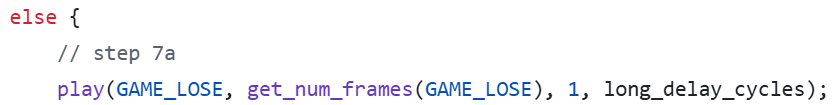 else {
// step 7a
play(GAME_LOSE, get_num_frames(GAME_LOSE), 1, long_delay_cycles);